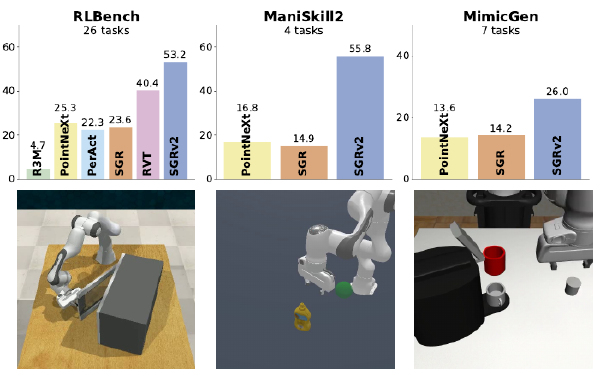 RLBench
26 tasks
60
40
20
0
4.7
25.3
22.3
23.6
40.4
53.2
R3M
PointNeXt
PerAct
SGR
RVT
SGRv2
ManiSkill2
4 tasks
60
40
20
0
16.8
14.9
55.8
PointNeXt
SGR
SGRv2
MimicGen
7 tasks
40
20
0
13.6
14.2
26.0
PointNeXt
SGR
SGRv2